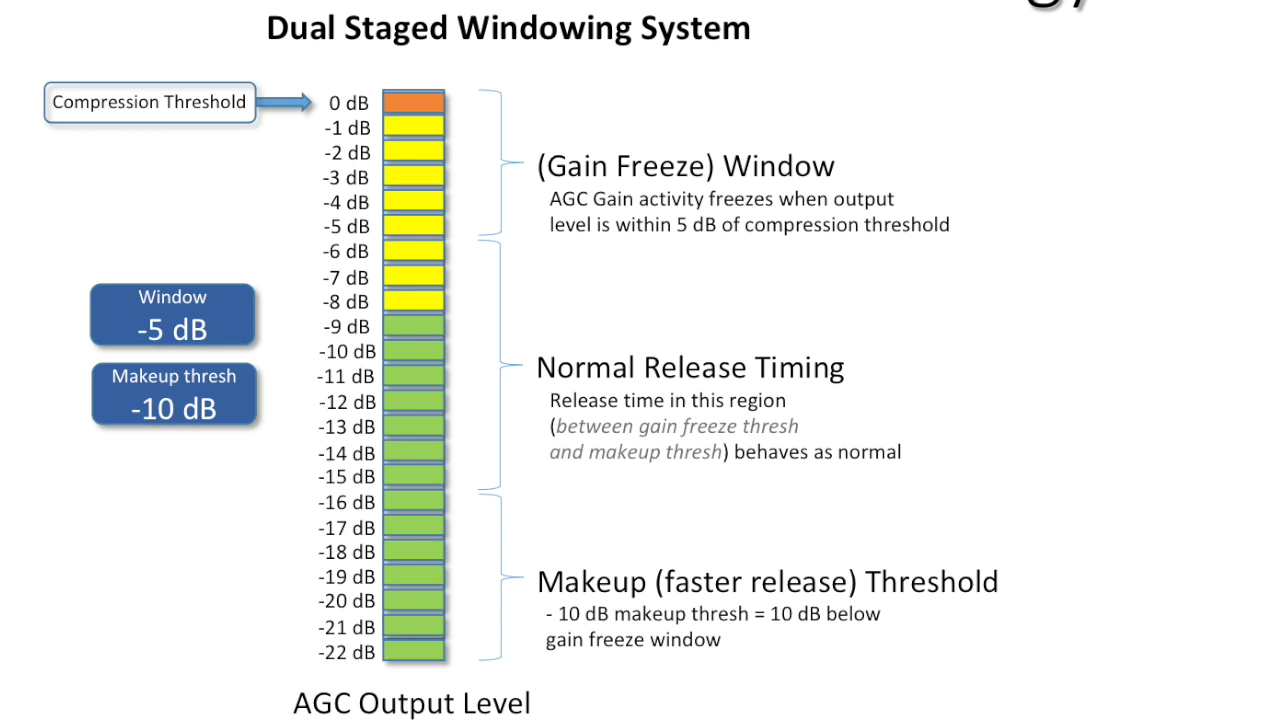 Dual Staged Windowing System
Compression Threshold
0 dB
-1 dB
-2 dB
-3 dB
-4 dB
-5 dB
-6 dB
-7 dB
-8 dB
-9 dB
-10 dB
-11 dB
-12 dB
-13 dB
-14 dB
-15 dB
-16 dB
-17 dB
-18 dB
-19 dB
-20 dB
-21 dB
-22 dB
(Gain Freeze) Window
AGC Gain activity freezes when output
level is within 5 dB of compression threshold
Window
-5 dB
Makeup thresh
-10 dB
Normal Release Timing
Release time in this region
(between gain freeze thresh
and makeup thresh) behaves as normal
Makeup (faster release) Threshold
- 10 dB makeup thresh = 10 dB below
gain freeze window
AGC Output Level